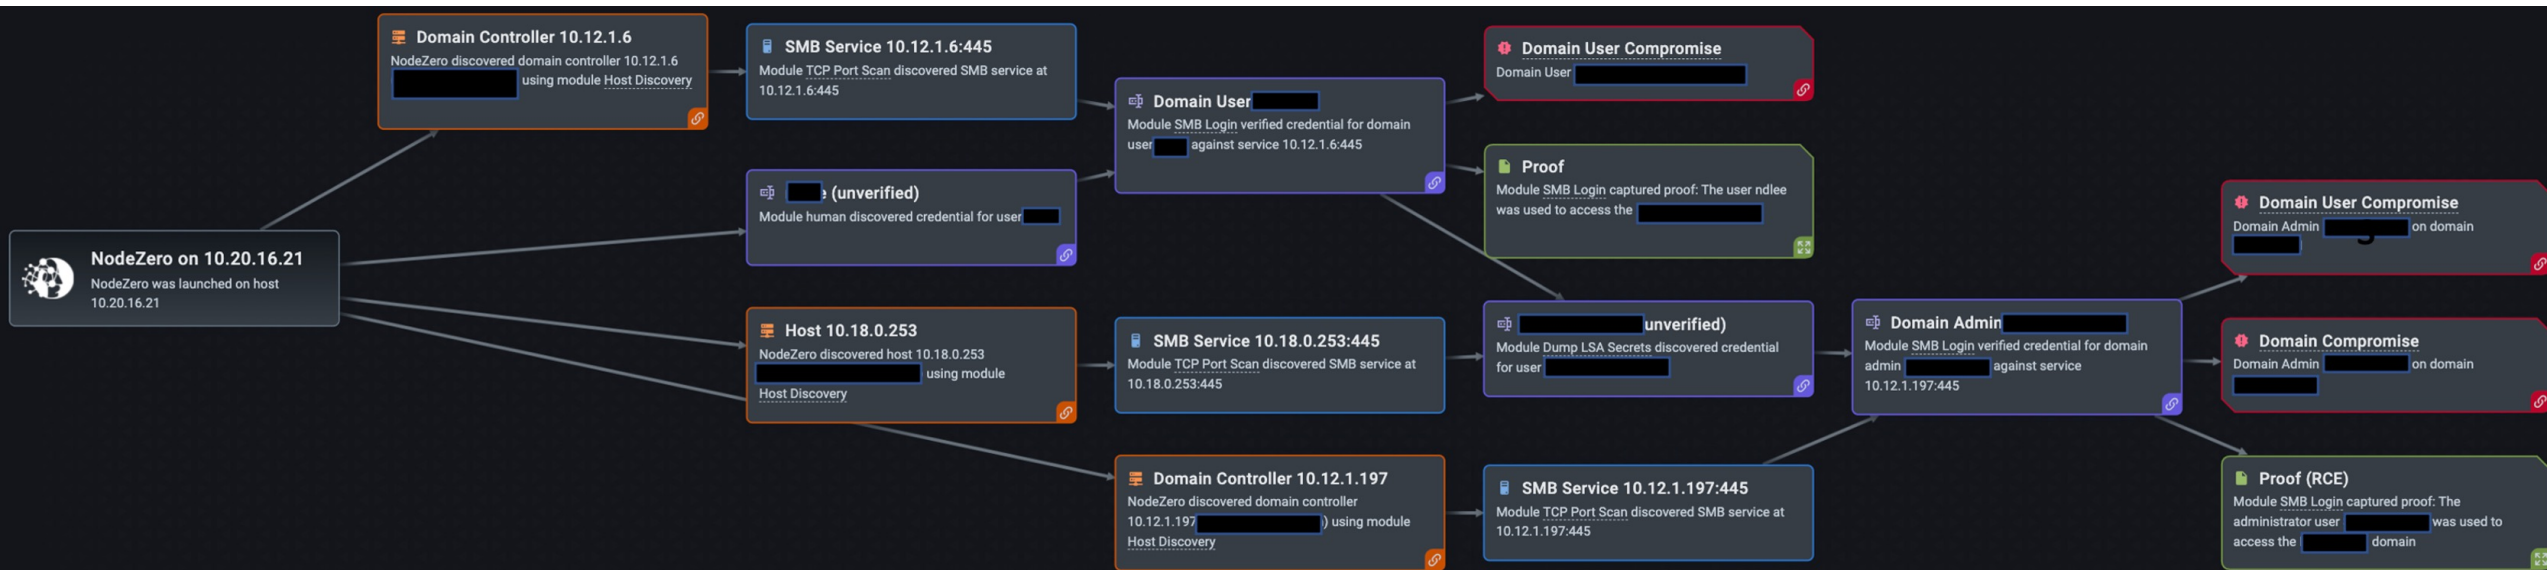 Domain Controller 10.12.1.6
NodeZero discovered domain controller 10.12.1.6
using module Host Discovery
SMB Service 10.12.1.6:445
Module TCP Port Scan discovered SMB service at
10.12.1.6:445
Domain User
Module SMB Login verified credential for domain
user against service 10.12.1.6:445
Domain User Compromise
Domain User
(unverified)
Module human discovered credential for user
Proof
Module SMB Login captured proof: The user ndlee
was used to access the
NodeZero on 10.20.16.21
NodeZero was launched on host
10.20.16.21
Host 10.18.0.253
NodeZero discovered host 10.18.0.253
using module
Host Discovery
SMB Service 10.18.0.253:445
Module TCP Port Scan discovered SMB service at
10.18.0.253:445
unverified)
Module Dump LSA Secrets discovered credential
for user
Domain Admin
Module SMB Login verified credential for domain
admin against service
10.12.1.197:445
Domain User Compromise
Domain Admin on domain
Domain Compromise
Domain Admin on domain
Domain Controller 10.12.1.197
NodeZero discovered domain controller
10.12.1.197 ) using module
Host Discovery
SMB Service 10.12.1.197:445
Module TCP Port Scan discovered SMB service at
10.12.1.197:445
Proof (RCE)
Module SMB Login captured proof: The
administrator user was used to
access the domain